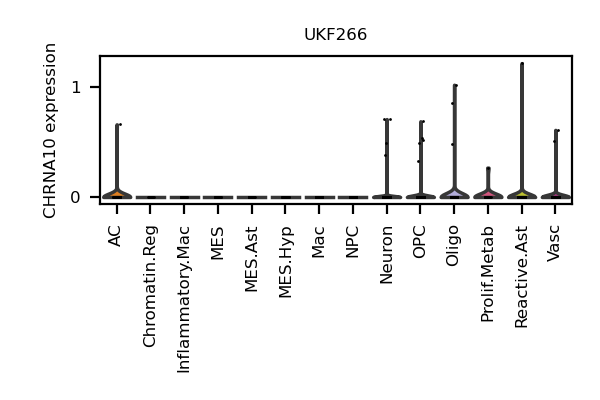 UKF266
CHRNA10 expression
1
0
AC
Chromatin.Reg
Inflammatory.Mac
MES
MES.Ast
MES.Hyp
Mac
NPC
Neuron
OPC
Oligo
Prolif.Metab
Reactive.Ast
Vasc